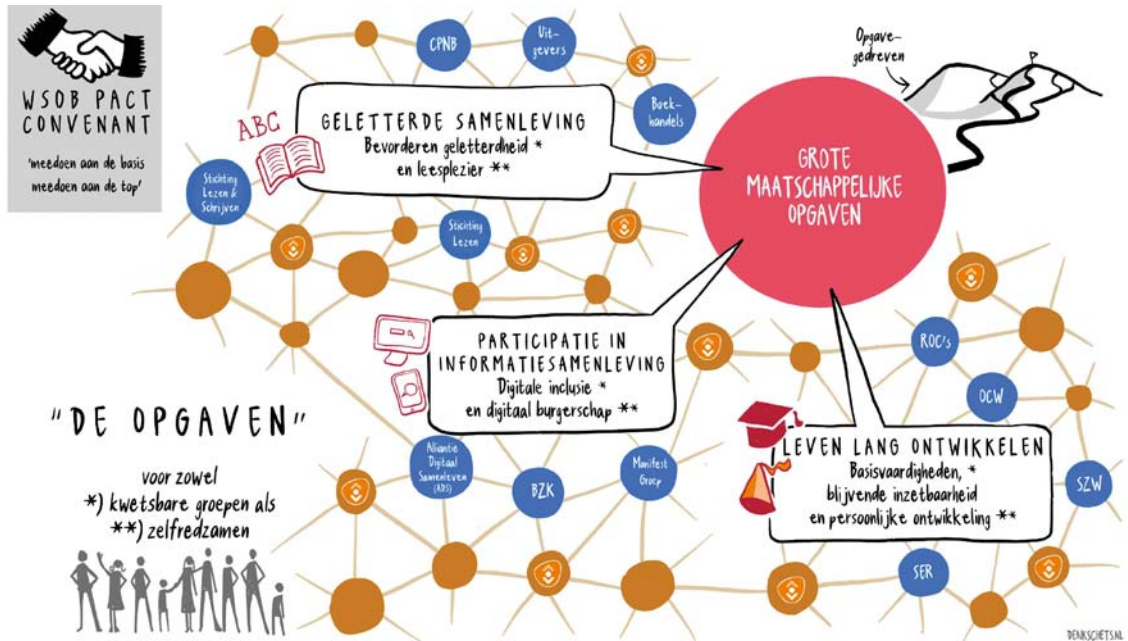 WSOB PACT
CONVENANT
'meedoen aan de basis
meedoen aan de top'
CPNB
Uit-
gevers
Boek-
handels
Opgave-
gedreven
ABC
GELETTERDE SAMENLEVING
Bevorderen geletterdheid *
en leesplezier **
GROTE
MAATSCHAPPELIJKE
OPGAVEN
Stichting
Lezen &
Schrijven
Stichting
Lezen
PARTICIPATIE IN
INFORMATIESAMENLEVING
Digitale inclusie *
en digitaal burgerschap **
ROC's
OCW
"DE OPGAVEN"
voor zowel
*) kwetsbare groepen als
**) zelfredzamen
Alliantie
Digitaal
Samenleven
(ADS)
BZK
Manifest
Groep
LEVEN LANG ONTWIKKELEN
Basisvaardigheden, *
blijvende inzetbaarheid
en persoonlijke ontwikkeling **
SZW
SER
DENKSCHETS.NL